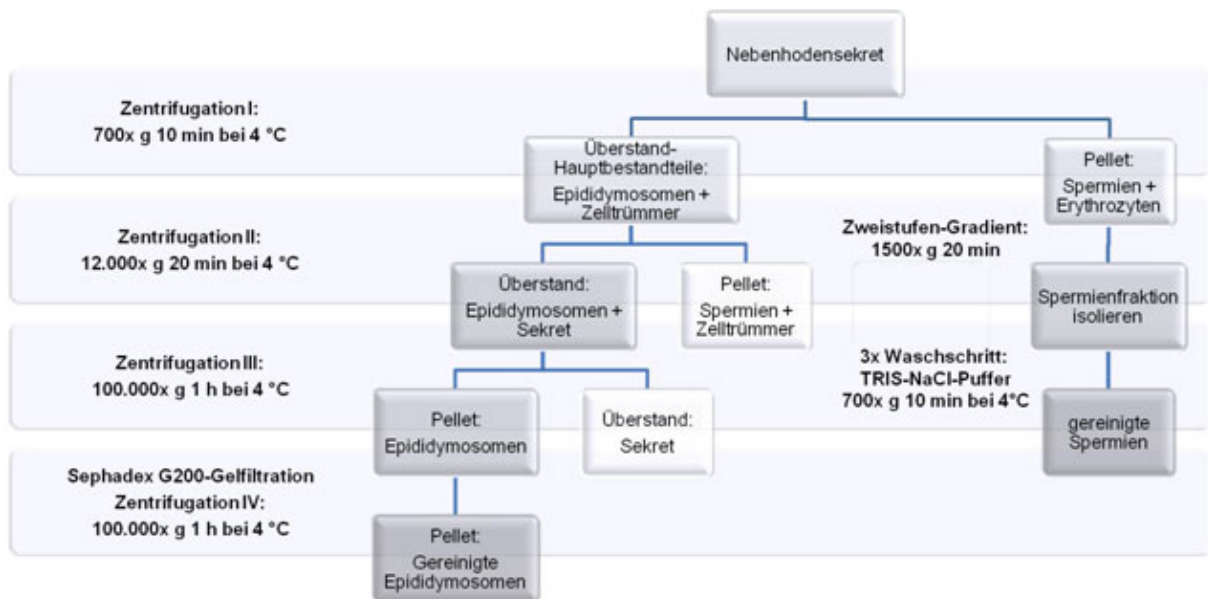 Nebenhodensekret
Zentrifugation I:
700x g 10 min bei 4 °C
Überstand-
Hauptbestandteile:
Epididymosomen +
Zelltrümmer
Pellet:
Spermien +
Erythrozyten
Zentrifugation II:
12.000x g 20 min bei 4 °C
Zweistufen-Gradient:
1500x g 20 min
Überstand:
Epididymosomen +
Sekret
Pellet:
Spermien +
Zelltrümmer
Spermienfraktion
isolieren
Zentrifugation III:
100.000x g 1 h bei 4 °C
3x Waschschritt:
TRIS-NaCl-Puffer
700x g 10 min bei 4°C
Pellet:
Epididymosomen
Überstand:
Sekret
gereinigte
Spermien
Sephadex G200-Gelfiltration
Zentrifugation IV:
100.000x g 1 h bei 4 °C
Pellet:
Gereinigte
Epididymosomen